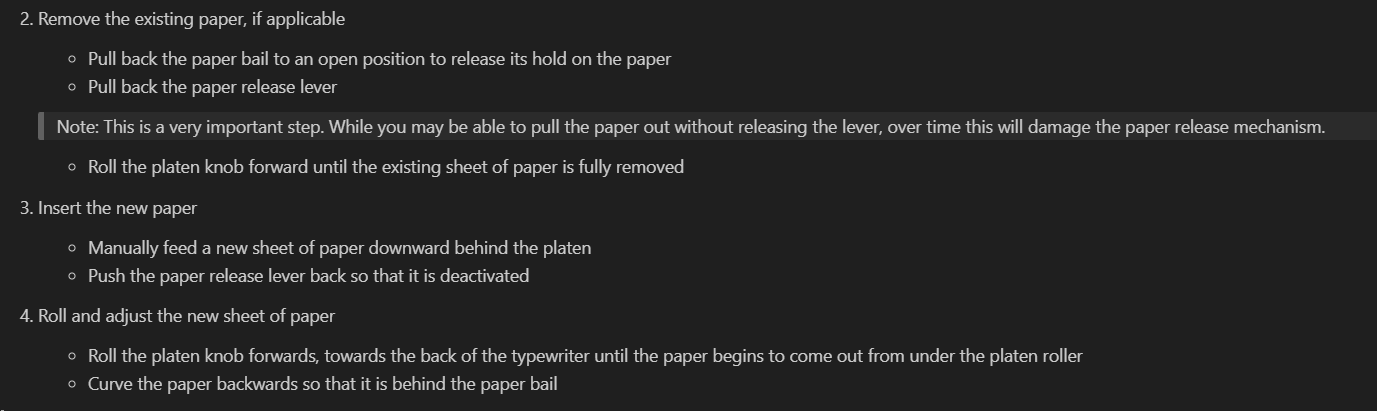 2. Remove the existing paper, if applicable
◦ Pull back the paper bail to an open position to release its hold on the paper
◦ Pull back the paper release lever
Note: This is a very important step. While you may be able to pull the paper out without releasing the lever, over time this will damage the paper release mechanism.
◦ Roll the platen knob forward until the existing sheet of paper is fully removed
3. Insert the new paper
◦ Manually feed a new sheet of paper downward behind the platen
◦ Push the paper release lever back so that it is deactivated
4. Roll and adjust the new sheet of paper
◦ Roll the platen knob forwards, towards the back of the typewriter until the paper begins to come out from under the platen roller
◦ Curve the paper backwards so that it is behind the paper bail